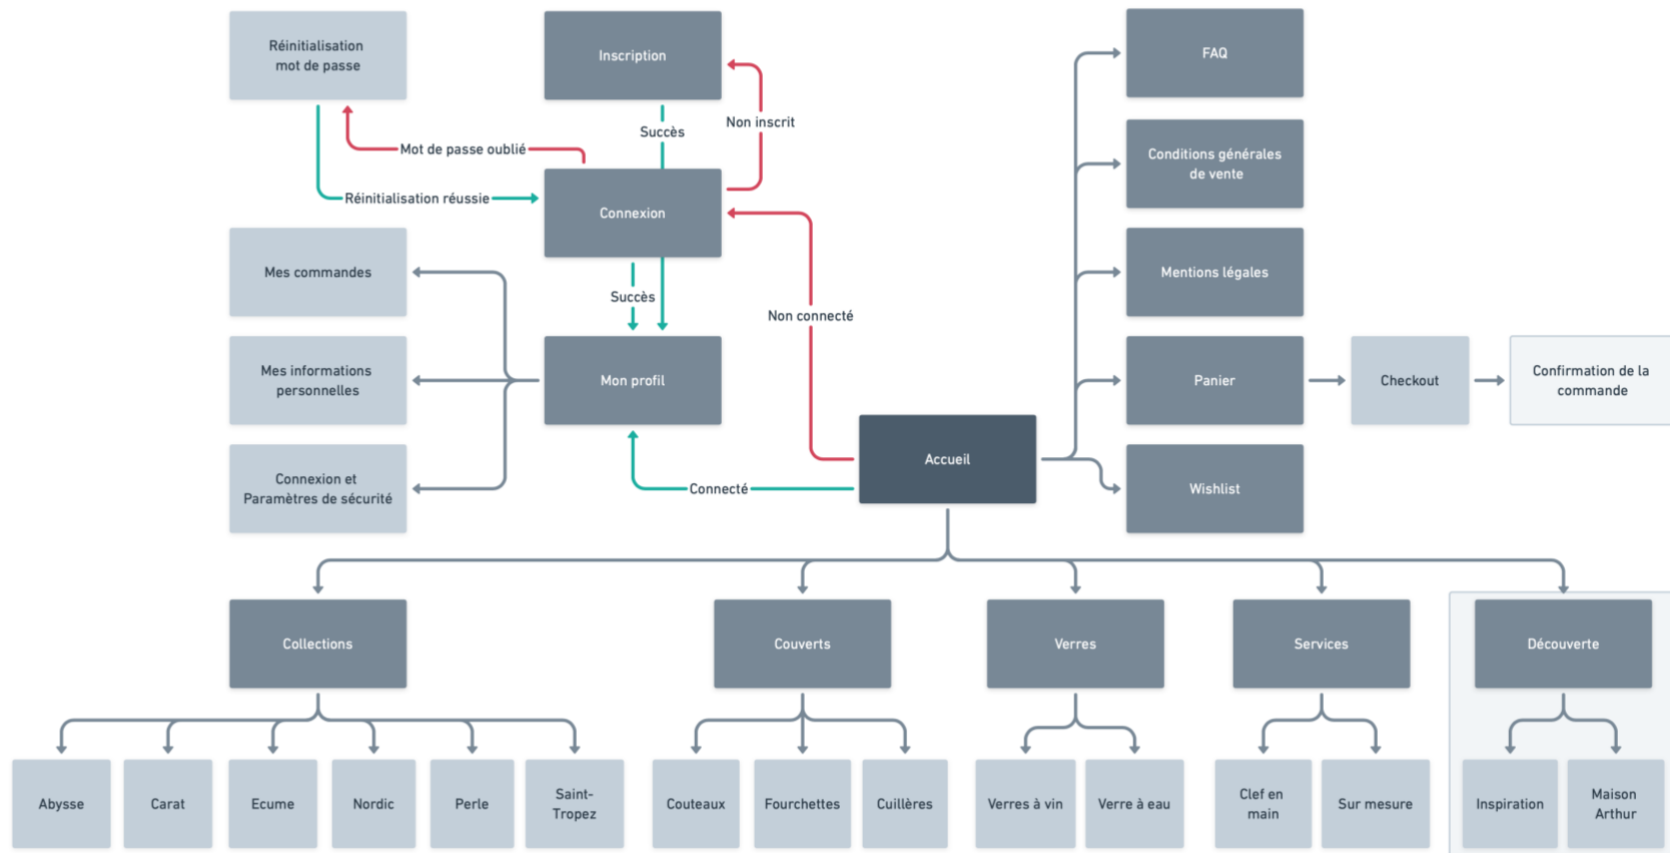 Réinitialisation
mot de passe
Inscription
FAQ
Non inscrit
Succès
Mot de passe oublié
Conditions générales
de vente
Réinitialisation réussie
Connexion
Mes commandes
Mentions légales
Succès
Non connecté
Mes informations
personnelles
Mon profil
Panier
Checkout
Confirmation de la
commande
Accueil
Connexion et
Paramètres de sécurité
Connecté
Wishlist
Collections
Couverts
Verres
Services
Découverte
Abysse
Carat
Ecume
Nordic
Perle
Saint-
Tropez
Couteaux
Fourchettes
Cuillères
Verres à vin
Verre à eau
Clef en
main
Sur mesure
Inspiration
Maison
Arthur